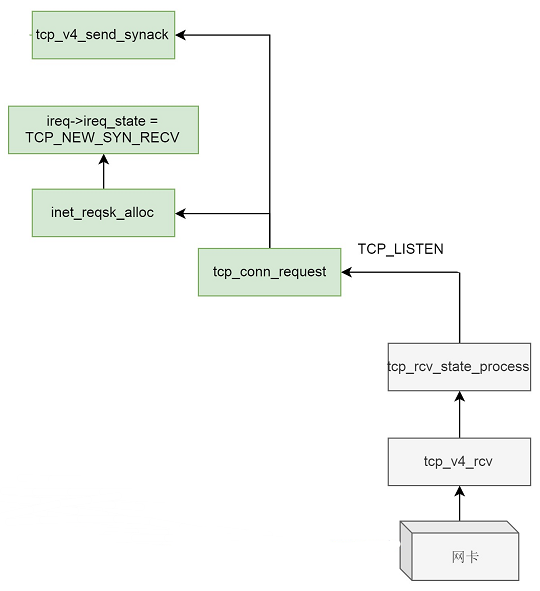 tcp_v4_send_synack
ireq->ireq_state =
TCP_NEW_SYN_RECV
inet_reqsk_alloc
tcp_conn_request
TCP_LISTEN
tcp_rcv_state_process
tcp_v4_rcv
网卡